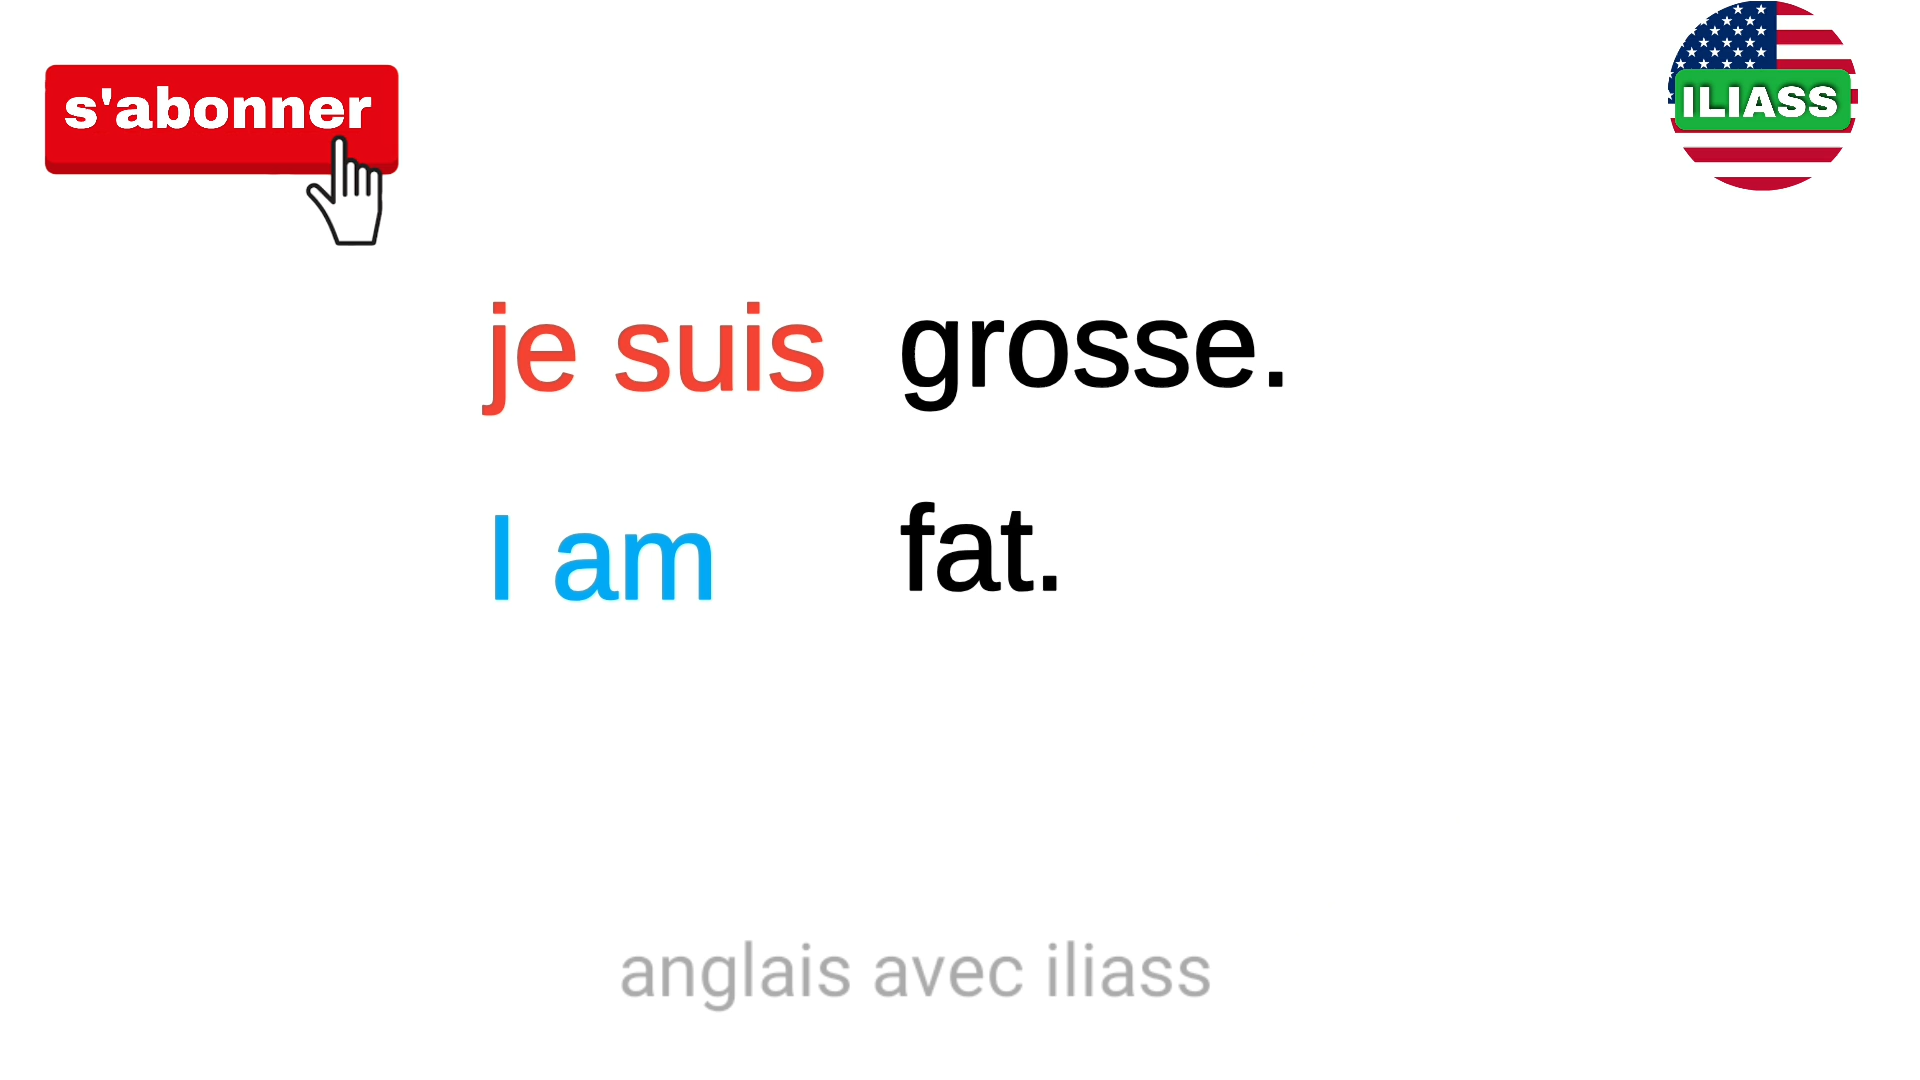 s'abonner
ILIASS
je suis grosse.
I am fat.
anglais avec iliass